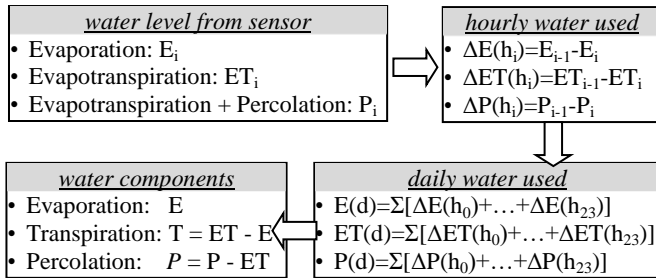 water level from sensor
• Evaporation: Eᵢ
• Evapotranspiration: ETᵢ
• Evapotranspiration + Percolation: Pᵢ
hourly water used
• ΔE(hᵢ)=Eᵢ₋₁-Eᵢ
• ΔET(hᵢ)=ETᵢ₋₁-ETᵢ
• ΔP(hᵢ)=Pᵢ₋₁-Pᵢ
daily water used
• E(d)=Σ[ΔE(h₀)+…+ΔE(h₂₃)]
• ET(d)=Σ[ΔET(h₀)+…+ΔET(h₂₃)]
• P(d)=Σ[ΔP(h₀)+…+ΔP(h₂₃)]
water components
• Evaporation: E
• Transpiration: T = ET - E
• Percolation: P = P - ET